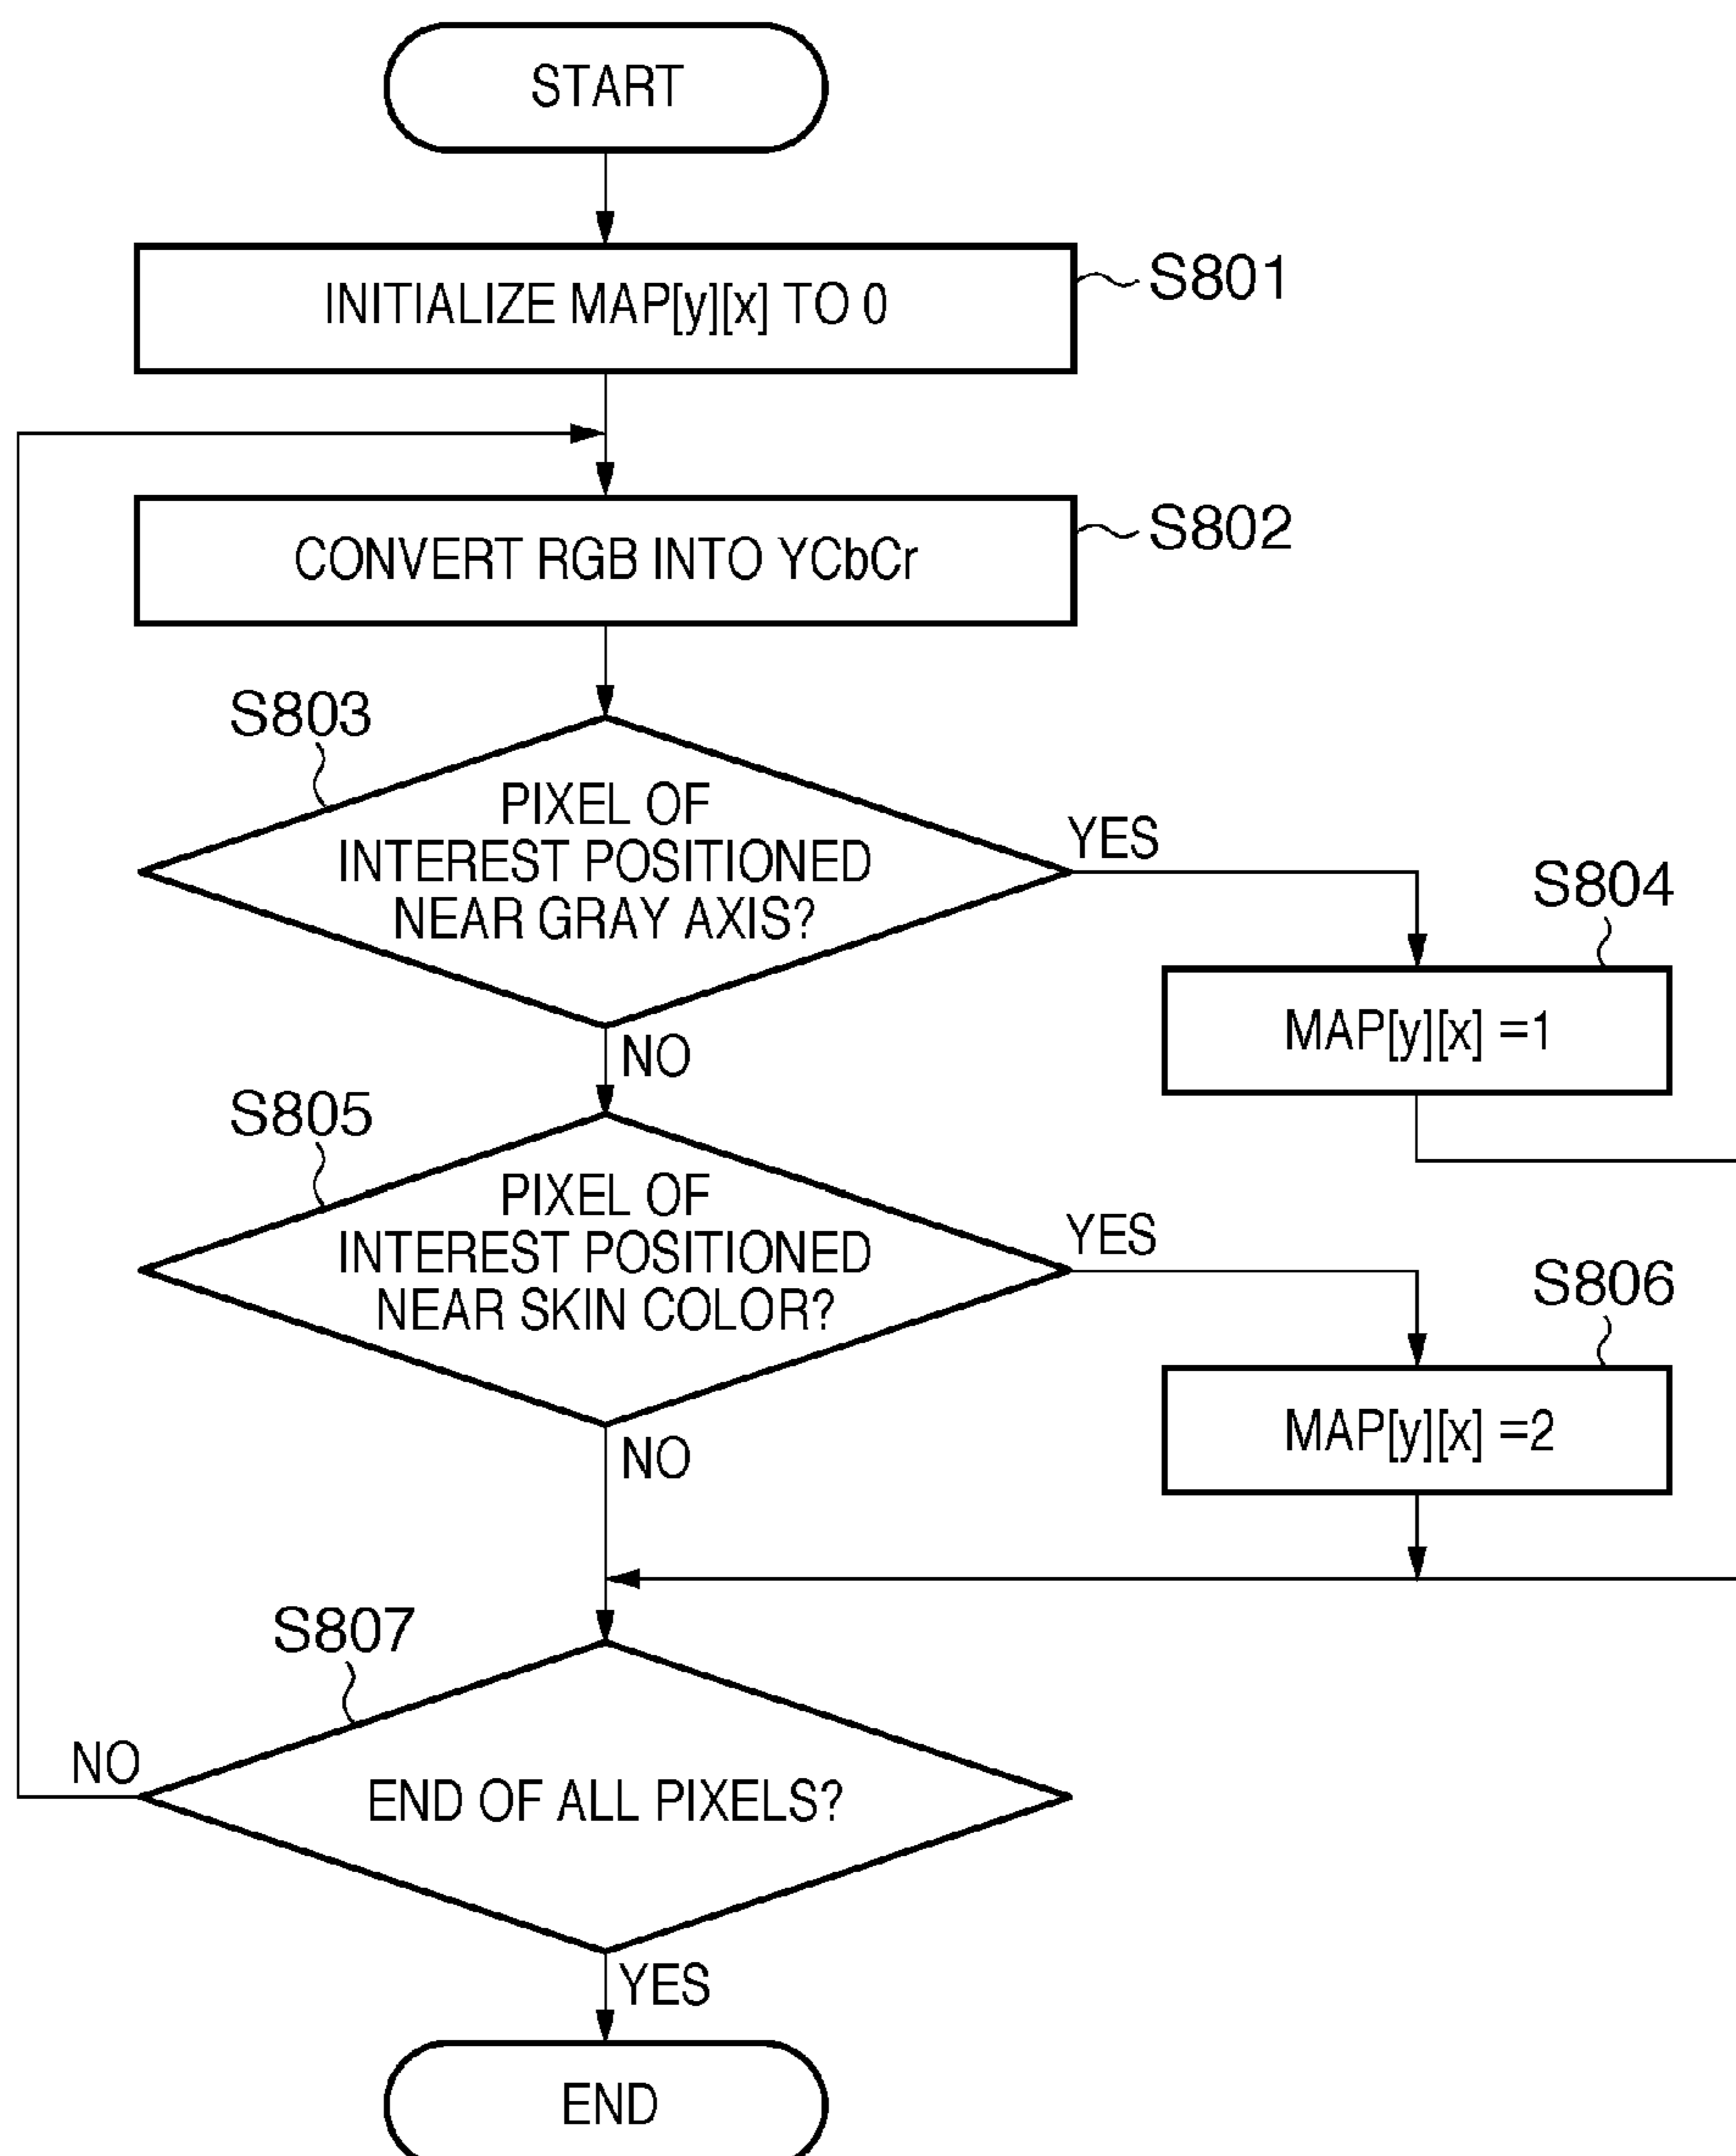 START
INITIALIZE MAP[y][x] TO 0
S801
CONVERT RGB INTO YCbCr
S802
S803
PIXEL OF
INTEREST POSITIONED
NEAR GRAY AXIS?
YES
S804
MAP[y][x] =1
NO
S805
PIXEL OF
INTEREST POSITIONED
NEAR SKIN COLOR?
YES
S806
MAP[y][x] =2
NO
S807
NO
END OF ALL PIXELS?
YES
END